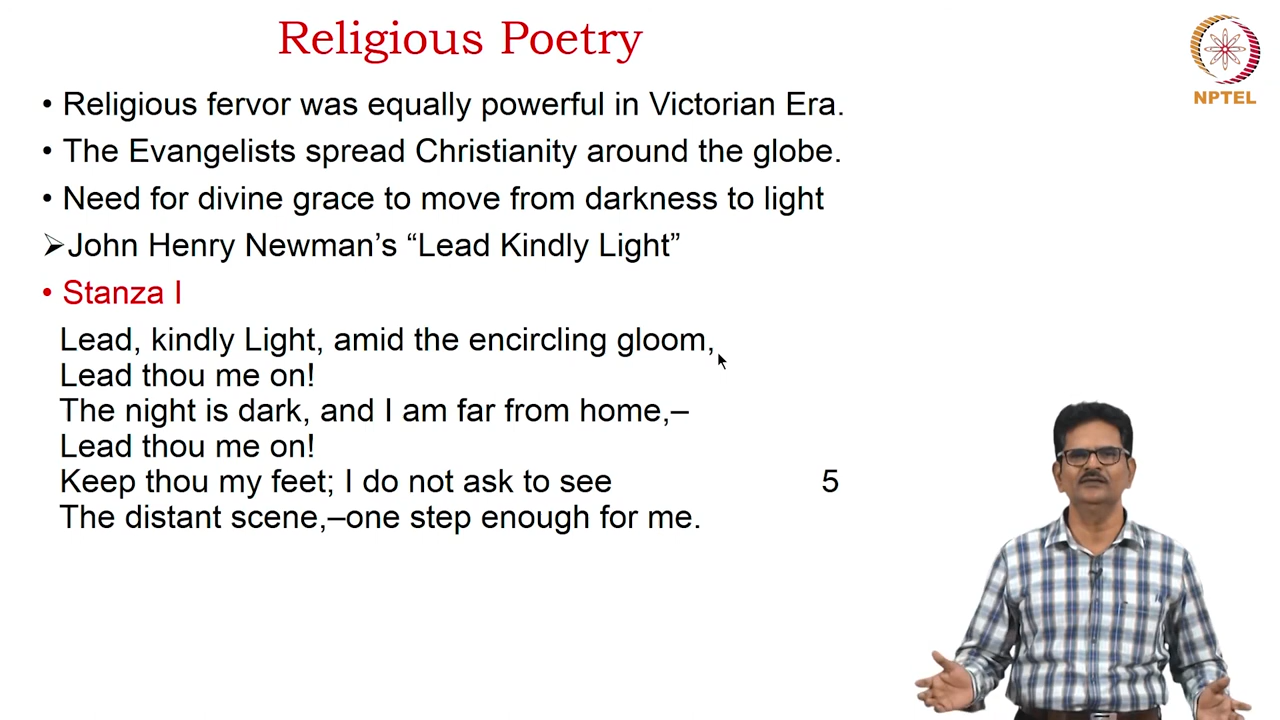 Religious Poetry
NPTEL
• Religious fervor was equally powerful in Victorian Era.
• The Evangelists spread Christianity around the globe.
• Need for divine grace to move from darkness to light
➢John Henry Newman’s “Lead Kindly Light”
• Stanza I
Lead, kindly Light, amid the encircling gloom,
Lead thou me on!
The night is dark, and I am far from home,–
Lead thou me on!
Keep thou my feet; I do not ask to see 5
The distant scene,–one step enough for me.